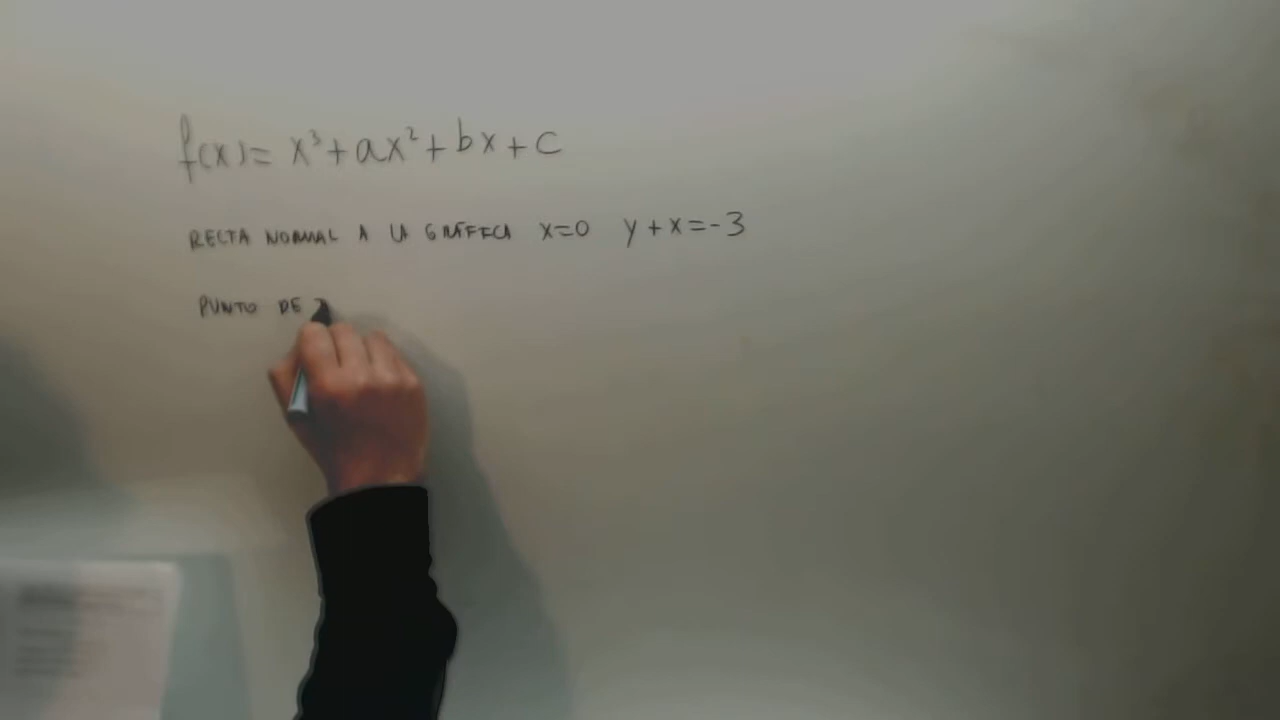 f(x)= x³+ax²+bx+c
RECTA NORMAL A LA GRÁFICA x=0 y+x=-3
PUNTO DE